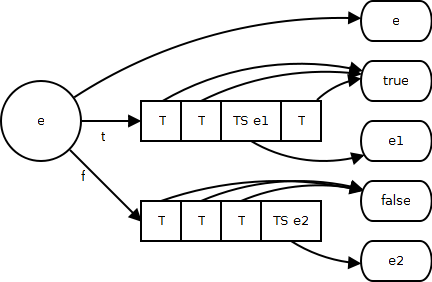 e
true
T T TS e1 T
e
t
e1
f
false
T T T TS e2
e2